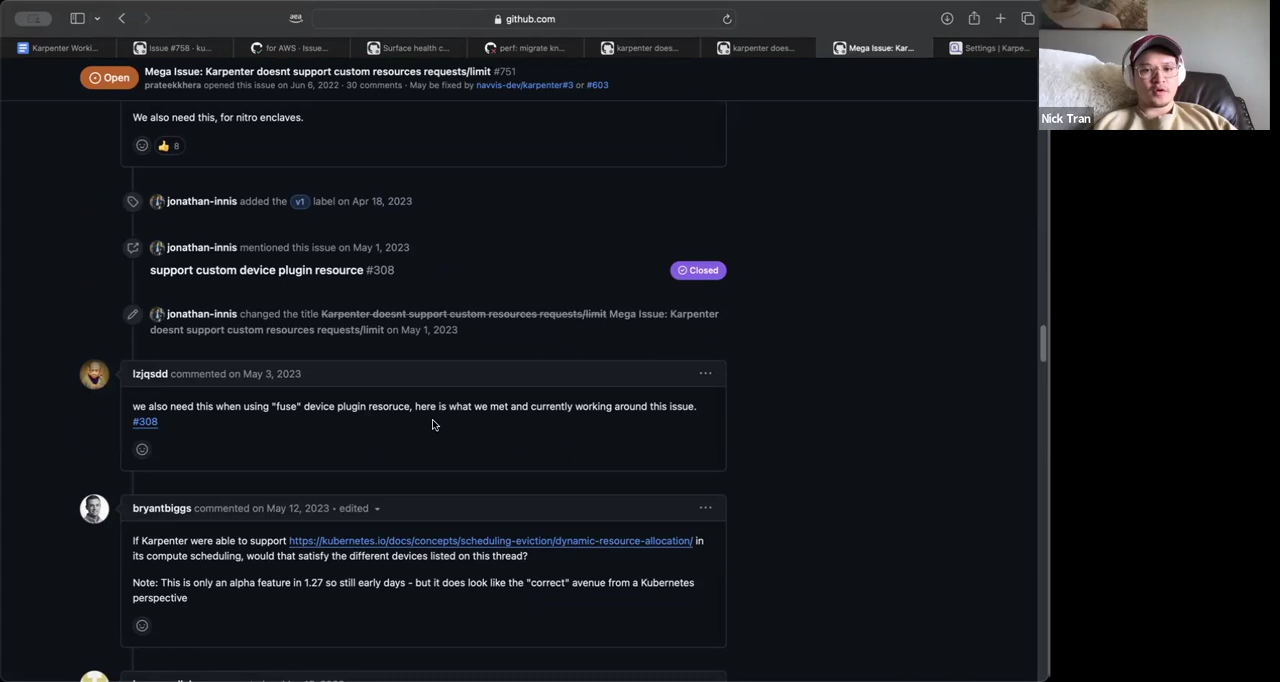 aea
github.com
Karpenter Worki...
Issue #758 · ku...
for AWS · Issue...
Surface health c...
perf: migrate kn...
karpenter does...
karpenter does...
Mega Issue: Kar...
Settings | Karpe...
Open
Mega Issue: Karpenter doesnt support custom resources requests/limit #751
prateekkhera opened this issue on Jun 6, 2022 · 30 comments · May be fixed by navvis-dev/karpenter#3 or #603
Nick Tran
We also need this, for nitro enclaves.
👍 8
jonathan-innis added the v1 label on Apr 18, 2023
jonathan-innis mentioned this issue on May 1, 2023
support custom device plugin resource #308
Closed
jonathan-innis changed the title Karpenter doesnt support custom resources requests/limit Mega Issue: Karpenter
doesnt support custom resources requests/limit on May 1, 2023
lzjqsdd commented on May 3, 2023
we also need this when using "fuse" device plugin resoruce, here is what we met and currently working around this issue.
#308
bryantbiggs commented on May 12, 2023 • edited
If Karpenter were able to support https://kubernetes.io/docs/concepts/scheduling-eviction/dynamic-resource-allocation/ in
its compute scheduling, would that satisfy the different devices listed on this thread?
Note: This is only an alpha feature in 1.27 so still early days - but it does look like the "correct" avenue from a Kubernetes
perspective